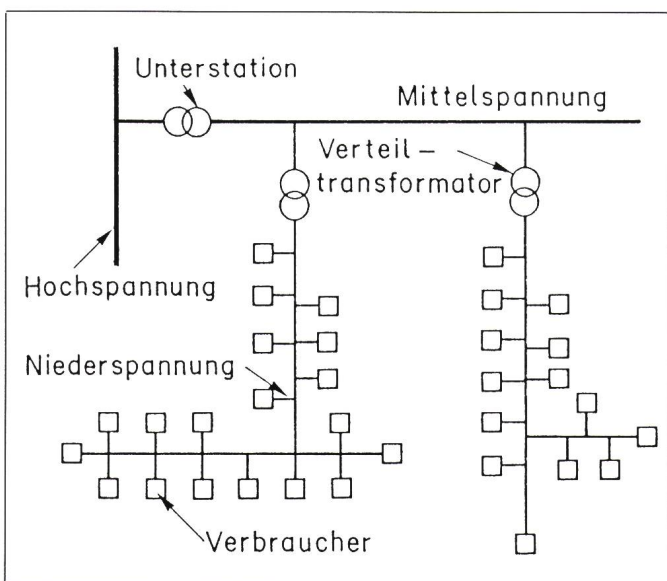 Unterstation
Mittelspannung
Verteil-
transformator
Hochspannung
Niederspannung
Verbraucher